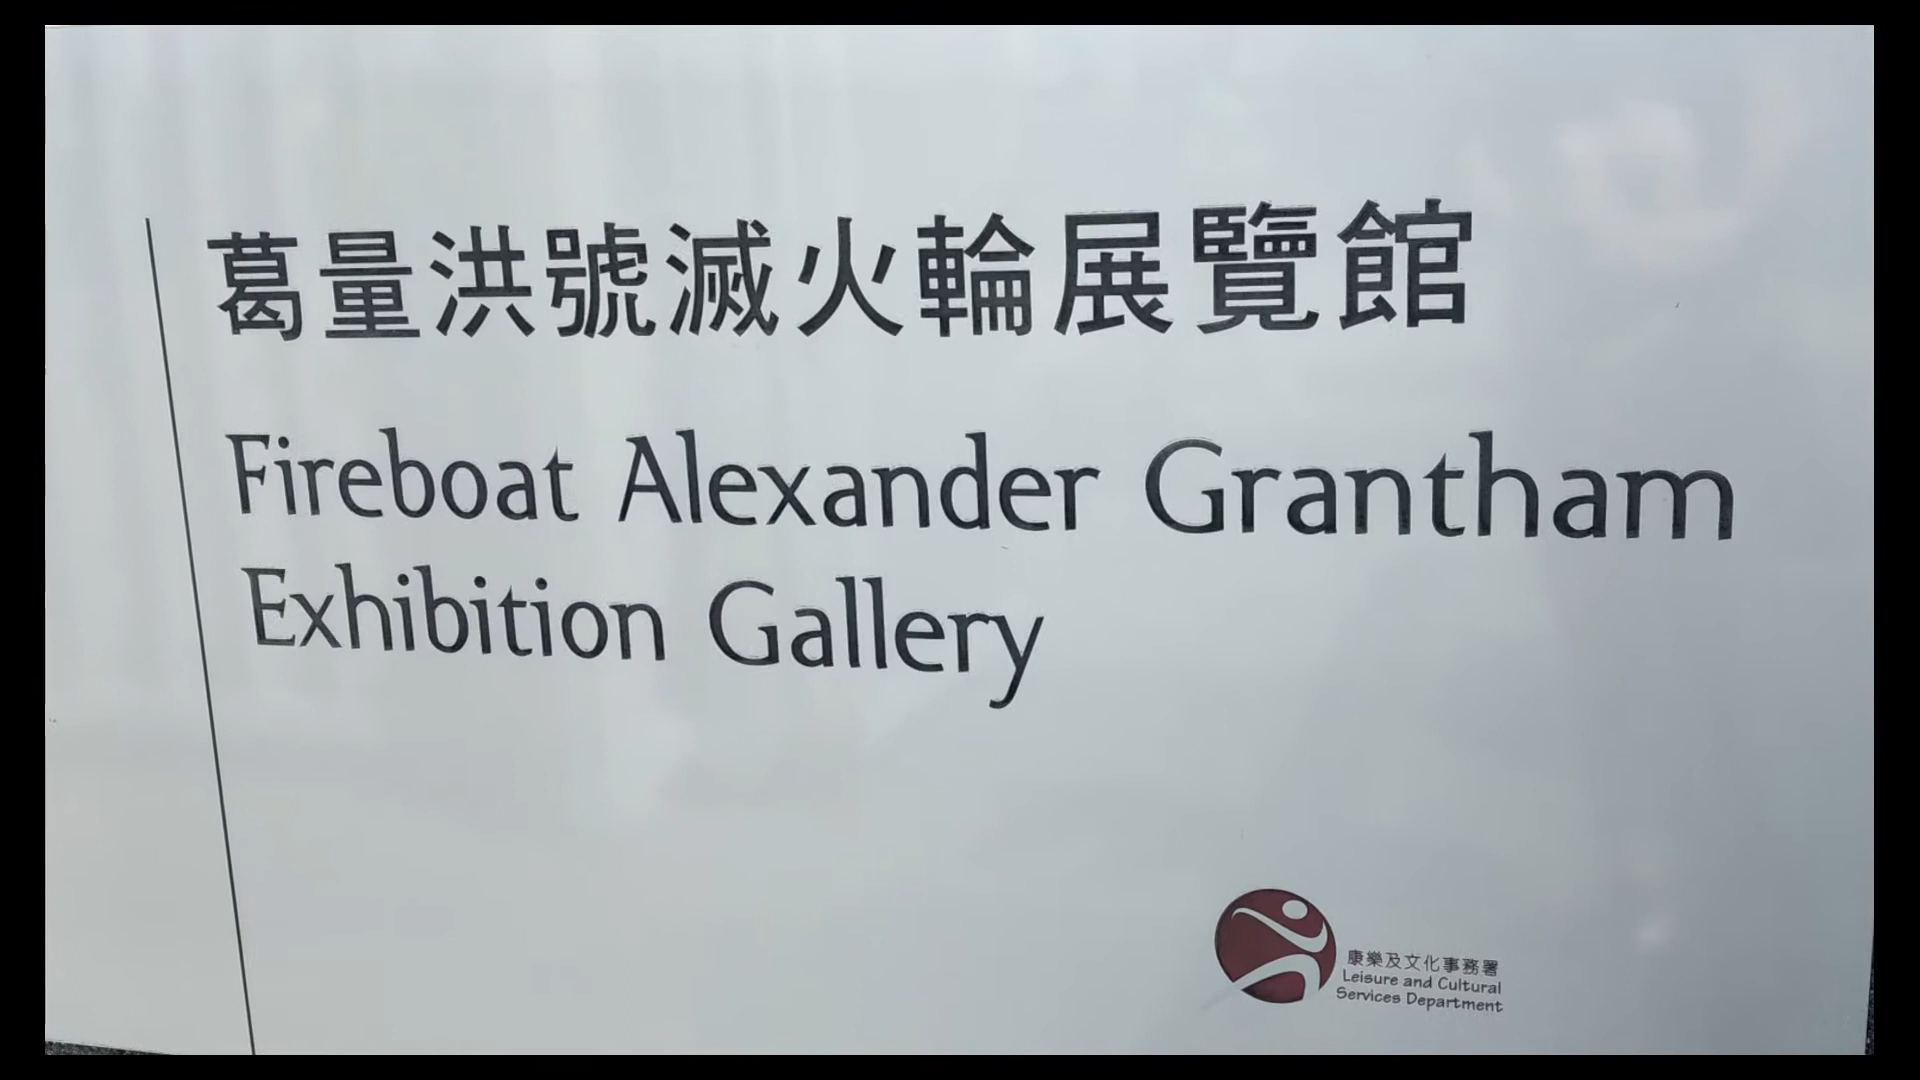 葛量洪號滅火輪展覽館
Fireboat Alexander Grantham
Exhibition Gallery
康樂及文化事務署
Leisure and Cultural
Services Department